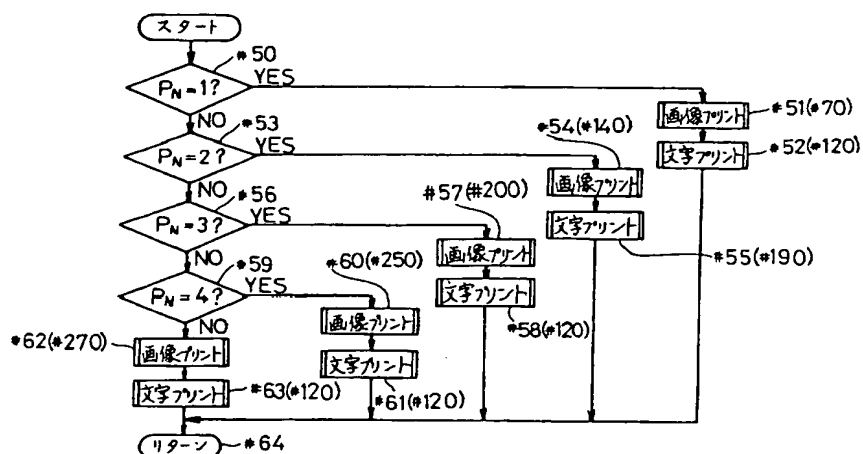 スタート
#50
PN=1?
YES
NO
画像プリント
#51(#70)
文字プリント
#52(#120)
#53
PN=2?
YES
NO
#54(#140)
画像プリント
文字プリント
#55(#190)
#56
PN=3?
YES
NO
#57(#200)
画像プリント
文字プリント
#58(#120)
#59
PN=4?
YES
NO
#60(#250)
画像プリント
文字プリント
#61(#120)
#62(#270)
画像プリント
文字プリント
#63(#120)
リターン
#64